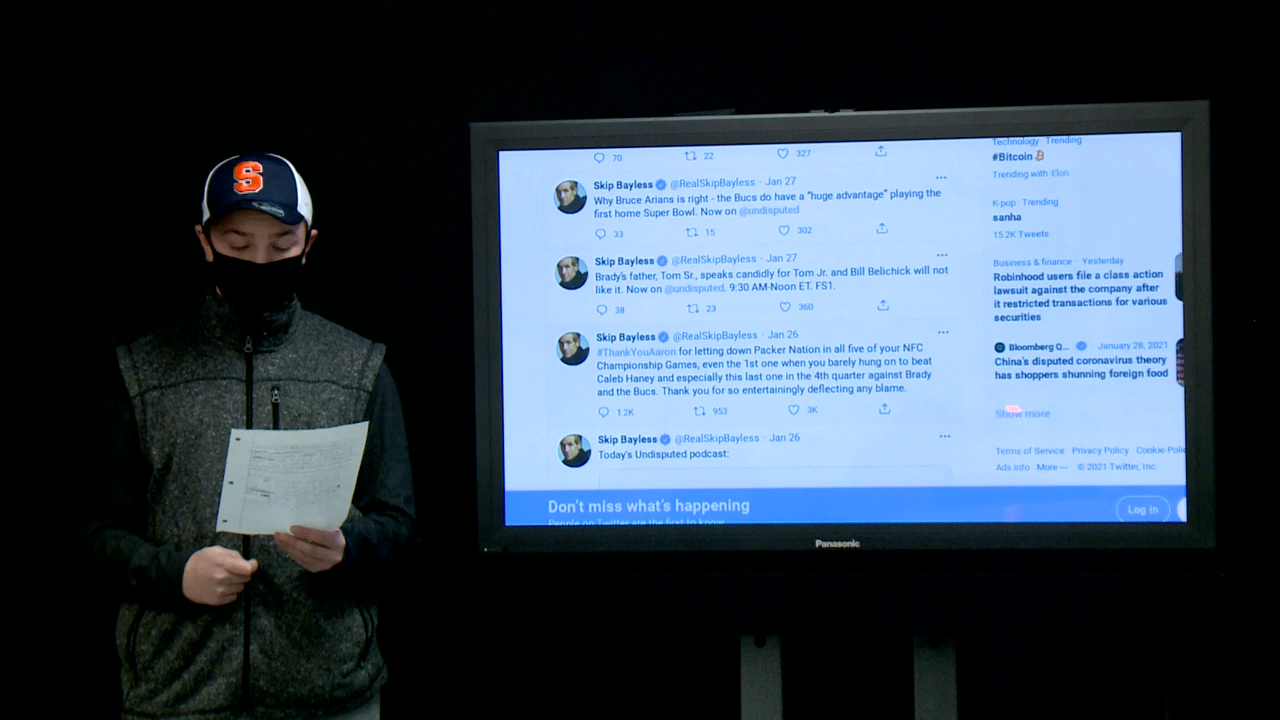 S
70 22 327
Skip Bayless @RealSkipBayless · Jan 27
Why Bruce Arians is right - the Bucs do have a "huge advantage" playing the
first home Super Bowl. Now on @undisputed
33 15 302
Skip Bayless @RealSkipBayless · Jan 27
Brady's father, Tom Sr., speaks candidly for Tom Jr. and Bill Belichick will not
like it. Now on @undisputed. 9:30 AM-Noon ET. FS1.
38 23 360
Skip Bayless @RealSkipBayless · Jan 26
#ThankYouAaron for letting down Packer Nation in all five of your NFC
Championship Games, even the 1st one when you barely hung on to beat
Caleb Haney and especially this last one in the 4th quarter against Brady
and the Bucs. Thank you for so entertainingly deflecting any blame.
1.2K 953 3K
Skip Bayless @RealSkipBayless · Jan 26
Today's Undisputed podcast:
Technology · Trending
#Bitcoin
Trending with Elon
K-pop · Trending
sanha
15.2K Tweets
Business & finance · Yesterday
Robinhood users file a class action
lawsuit against the company after
it restricted transactions for various
securities
Bloomberg Q... · January 28, 2021
China's disputed coronavirus theory
has shoppers shunning foreign food
Show more
Terms of Service Privacy Policy Cookie Polic
Ads info More ··· © 2021 Twitter, Inc.
Don't miss what's happening
People on Twitter are the first to know.
Log in
Panasonic